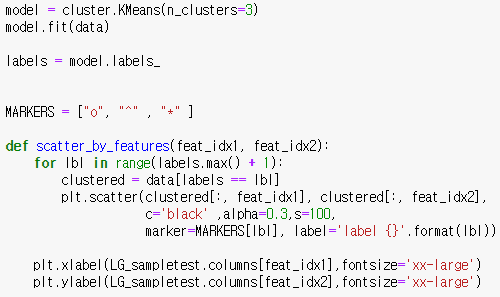 model = cluster.KMeans(n_clusters=3)
model.fit(data)
labels = model.labels_
MARKERS = ["o", "^" , "*" ]
def scatter_by_features(feat_idx1, feat_idx2):
    for lbl in range(labels.max() + 1):
        clustered = data[labels == lbl]
        plt.scatter(clustered[:, feat_idx1], clustered[:, feat_idx2],
                    c='black' ,alpha=0.3,s=100,
                    marker=MARKERS[lbl], label='label {}'.format(lbl))
    plt.xlabel(LG_sampletest.columns[feat_idx1],fontsize='xx-large')
    plt.ylabel(LG_sampletest.columns[feat_idx2],fontsize='xx-large')